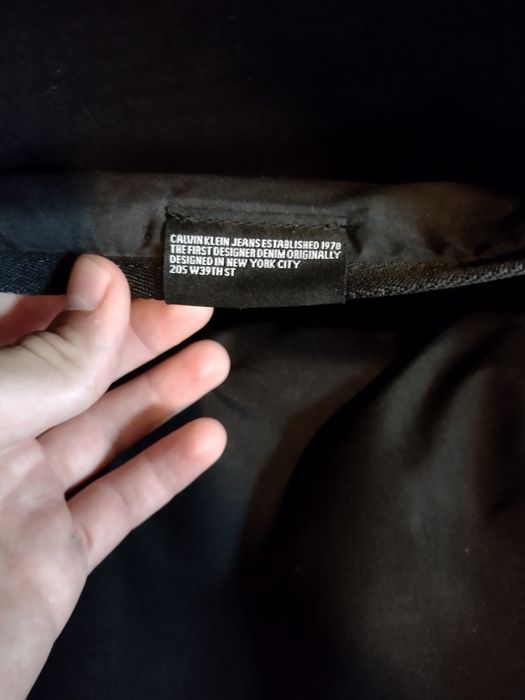 CALVIN KLEIN JEANS ESTABLISHED 1978
THE FIRST DESIGNER DENIM ORIGINALLY
DESIGNED IN NEW YORK CITY
205 W39TH ST